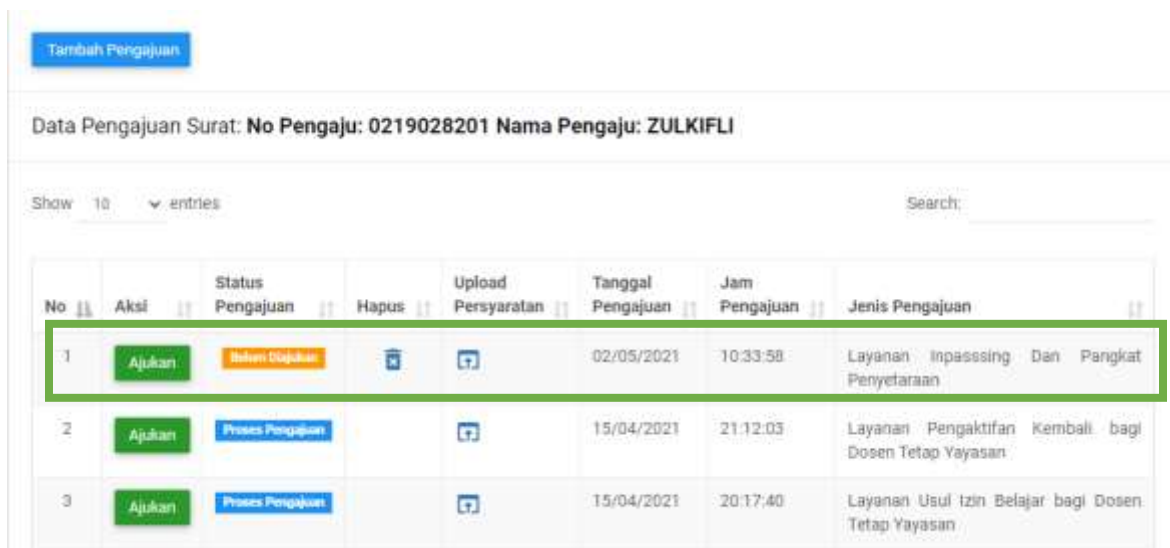 Tambah Pengajuan
Data Pengajuan Surat: No Pengaju: 0219028201 Nama Pengaju: ZULKIFLI
Show 10 entries
Search:
No Aksi Status Pengajuan Hapus Upload Persyaratan Tanggal Pengajuan Jam Pengajuan Jenis Pengajuan
1 Ajukan Belum Diajukan 02/05/2021 10:33:58 Layanan Inpasssing Dan Pangkat
Penyetaraan
2 Ajukan Proses Pengajuan 15/04/2021 21:12:03 Layanan Pengaktifan Kembali bagi
Dosen Tetap Yayasan
3 Ajukan Proses Pengajuan 15/04/2021 20:17:40 Layanan Usul Izin Belajar bagi Dosen
Tetap Yayasan